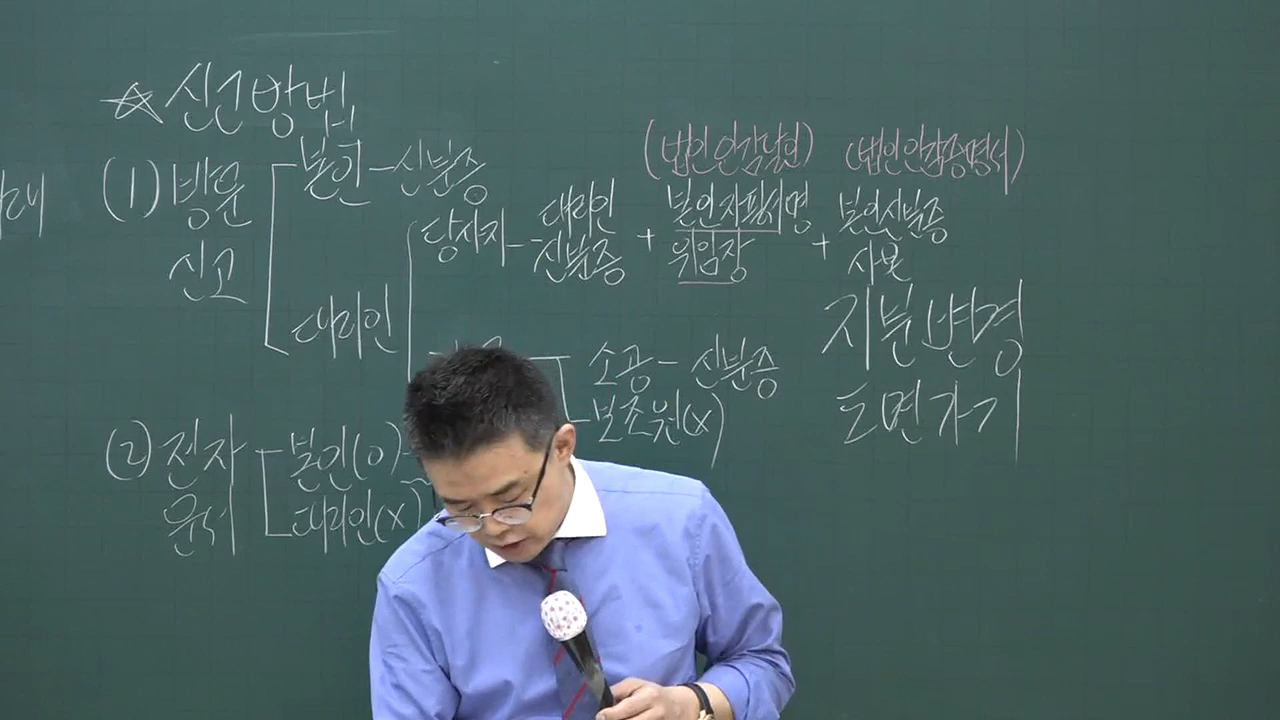 ☆ 신고방법
(1) 방문
신고
본인 - 신분증
대리인
당사자 - 대리인
신분증
+
(법인인감날인)
본인자필서명
위임장
+
(법인인감증명서)
본인신분증
사본
소공 - 신분증
보조원(x)
지분변경
도면가기
(2) 전자
문서
본인(o)
대리인(x)